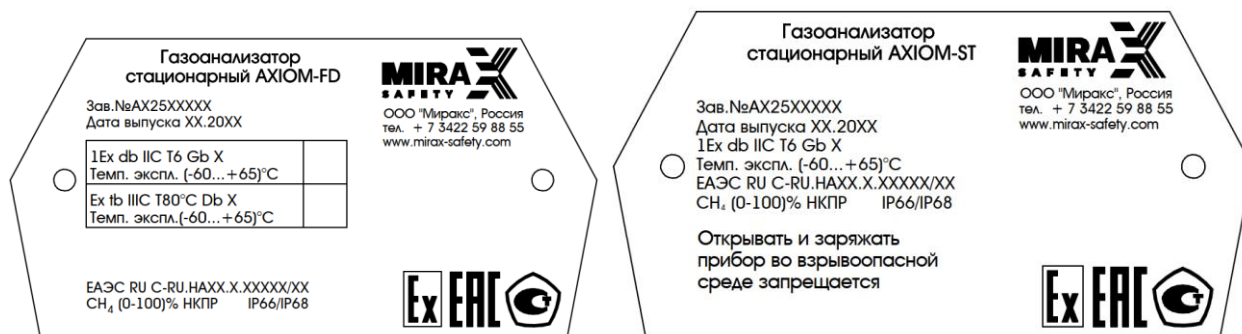 Газоанализатор
стационарный AXIOM-FD
MIRAX
SAFETY
ООО "Миракс", Россия
тел. + 7 3422 59 88 55
www.mirax-safety.com
Зав.№AX25XXXXX
Дата выпуска XX.20XX
1Ex db IIC T6 Gb X
Темп. экспл. (-60...+65)°C
Ex tb IIIC T80°C Db X
Темп. экспл.(-60...+65)°C
ЕАЭС RU C-RU.HAXX.X.XXXXX/XX
CH₄ (0-100)% НКПР IP66/IP68
Ex EAC
Газоанализатор
стационарный AXIOM-ST
MIRAX
SAFETY
ООО "Миракс", Россия
тел. + 7 3422 59 88 55
www.mirax-safety.com
Зав.№AX25XXXXX
Дата выпуска XX.20XX
1Ex db IIC T6 Gb X
Темп. экспл. (-60...+65)°C
ЕАЭС RU C-RU.HAXX.X.XXXXX/XX
CH₄ (0-100)% НКПР IP66/IP68
Открывать и заряжать
прибор во взрывоопасной
среде запрещается
Ex EAC